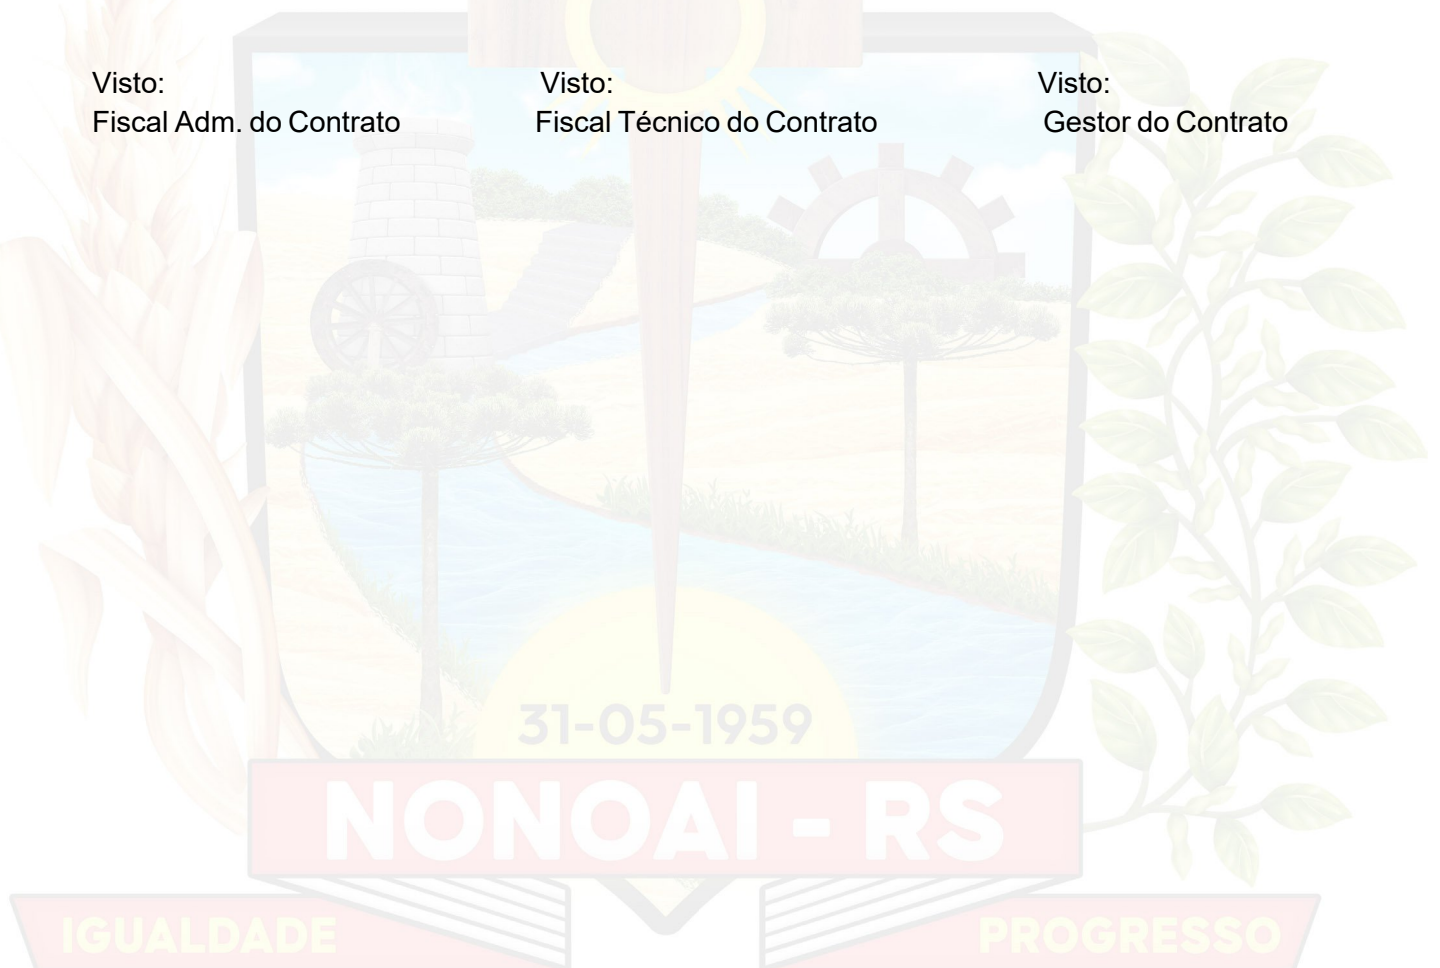 Visto: Visto: Visto:
Fiscal Adm. do Contrato Fiscal Técnico do Contrato Gestor do Contrato
31-05-1959
NONOAI - RS
IGUALDADE PROGRESSO